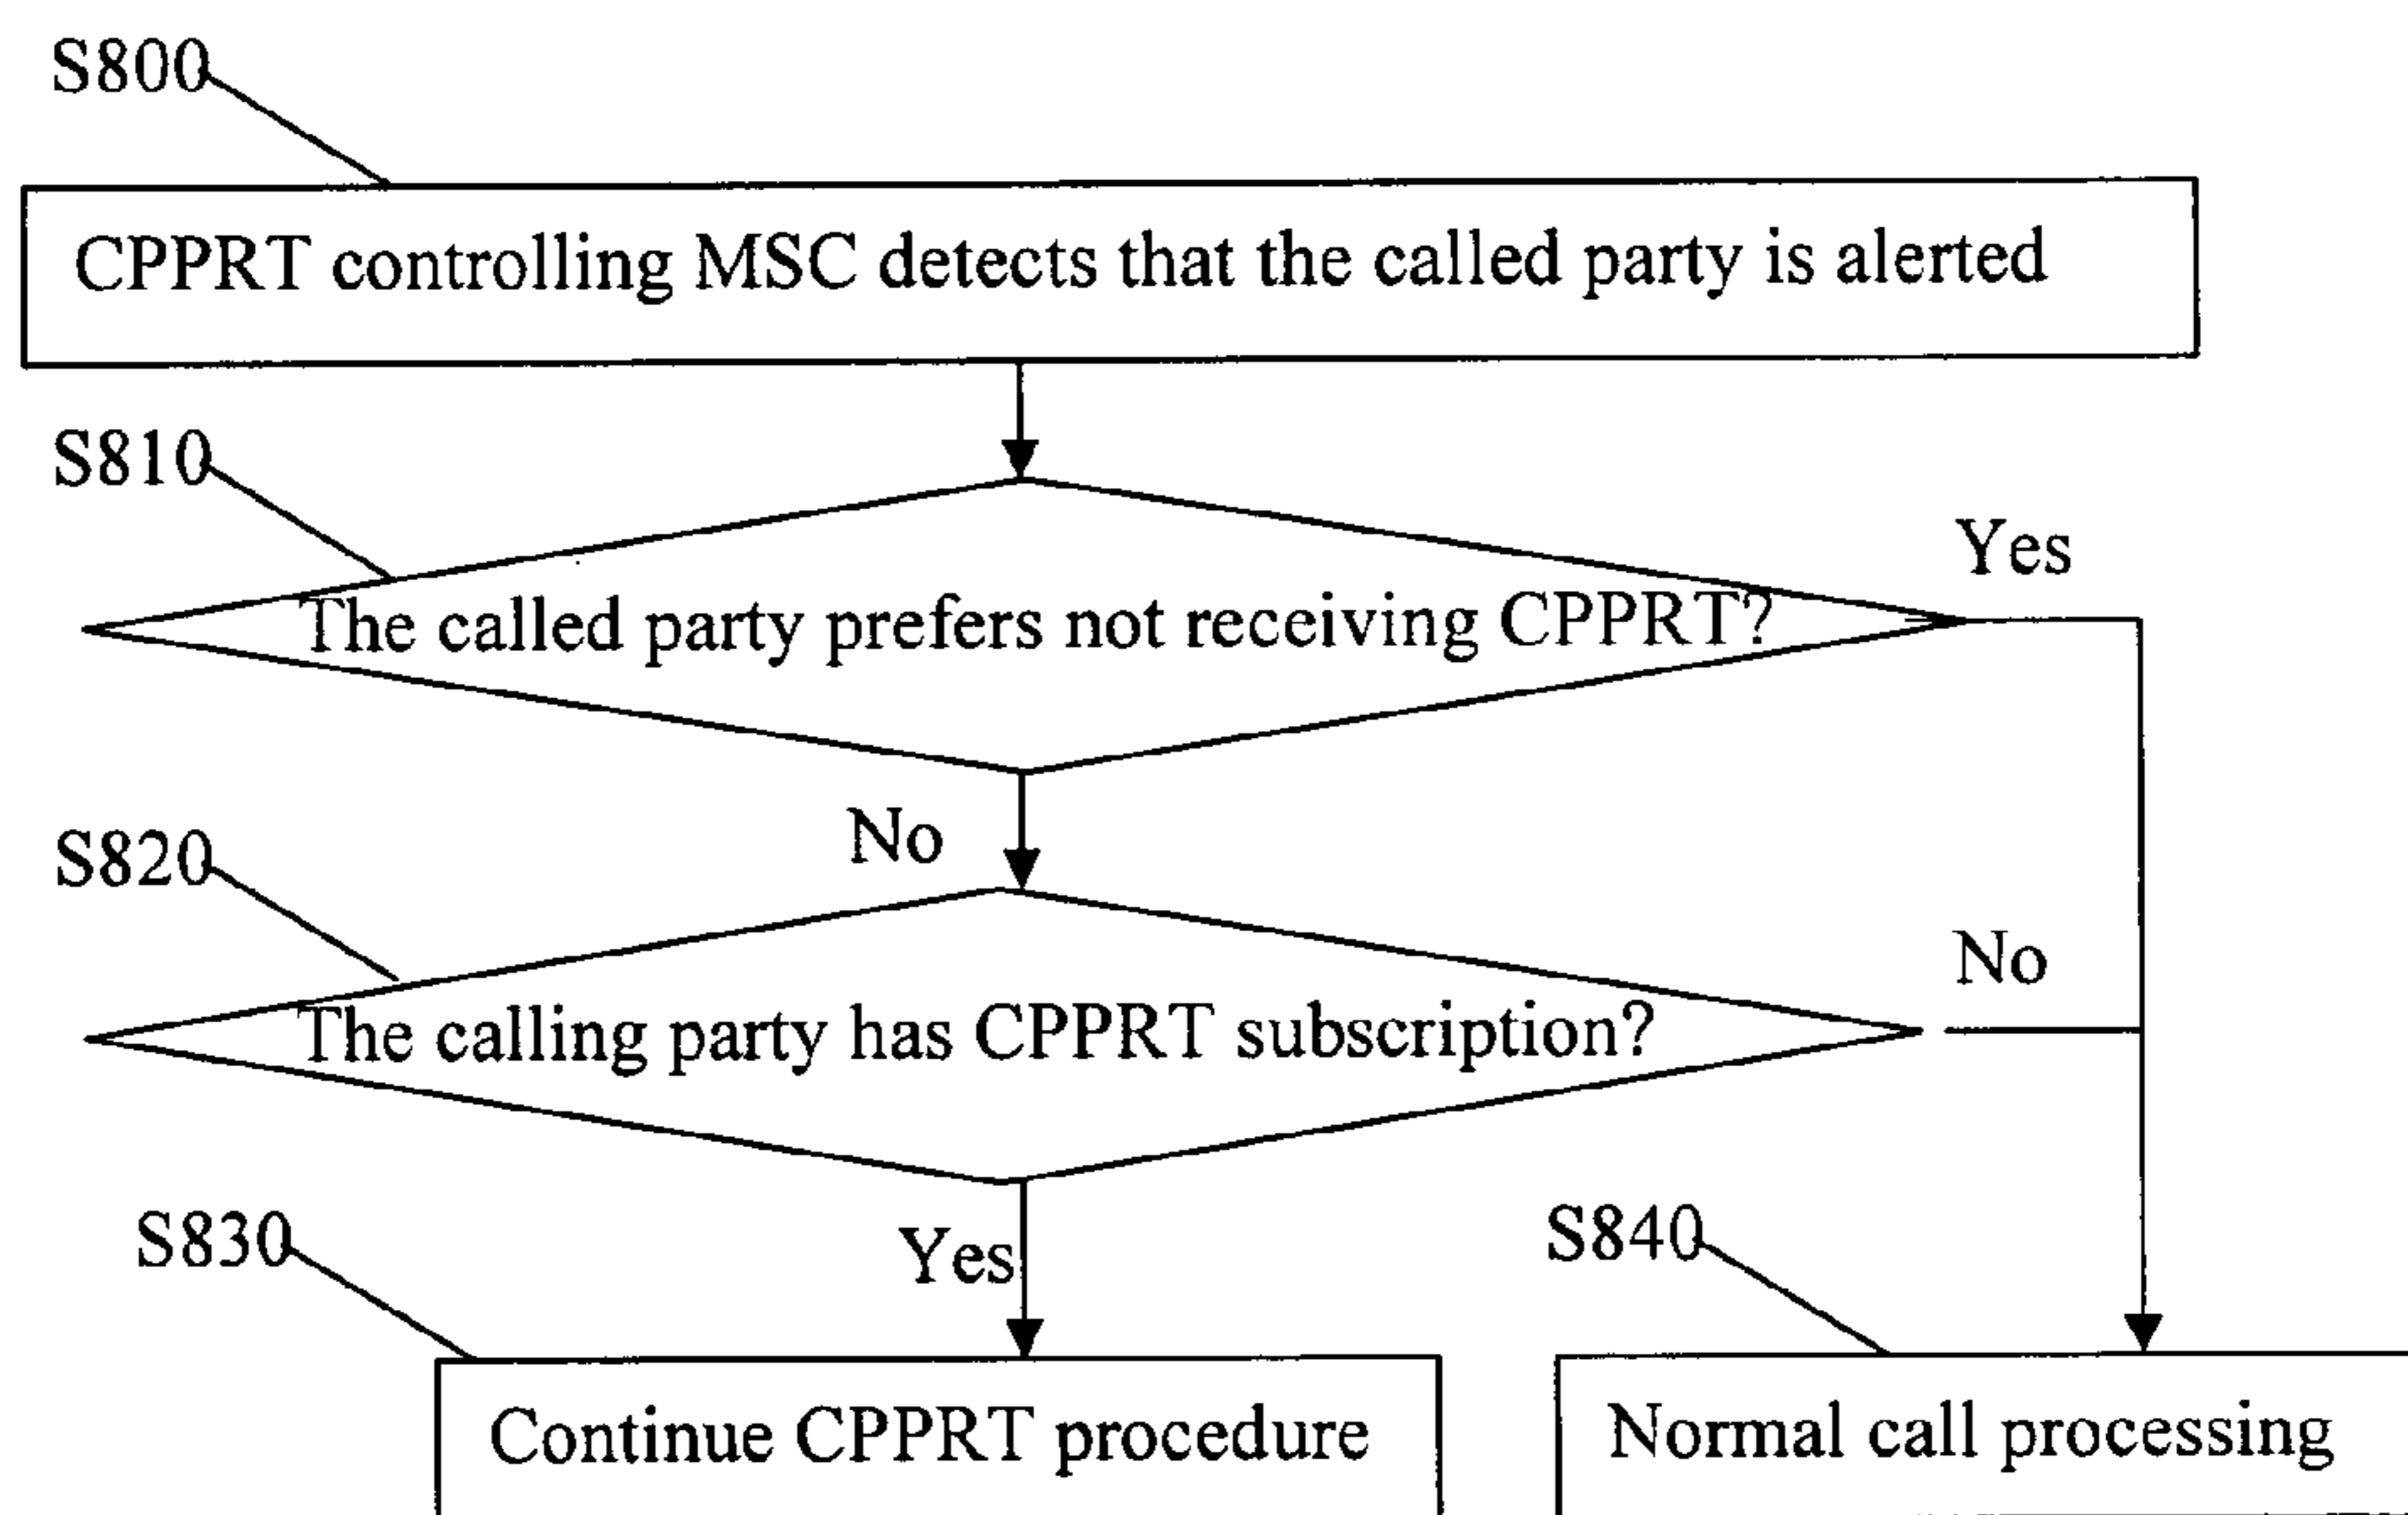 S800
CPPRT controlling MSC detects that the called party is alerted
S810
Yes
The called party prefers not receiving CPPRT?
No
S820
No
The calling party has CPPRT subscription?
S830
Yes
S840
Continue CPPRT procedure
Normal call processing